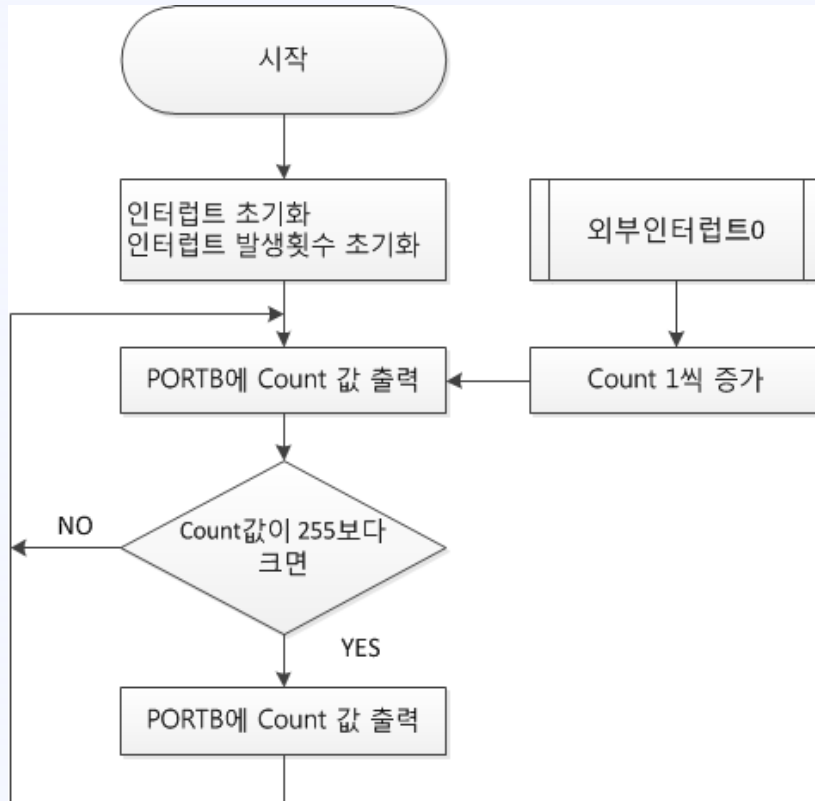 시작
인터럽트 초기화
인터럽트 발생횟수 초기화
외부인터럽트0
PORTB에 Count 값 출력
Count 1씩 증가
NO
Count값이 255보다
크면
YES
PORTB에 Count 값 출력